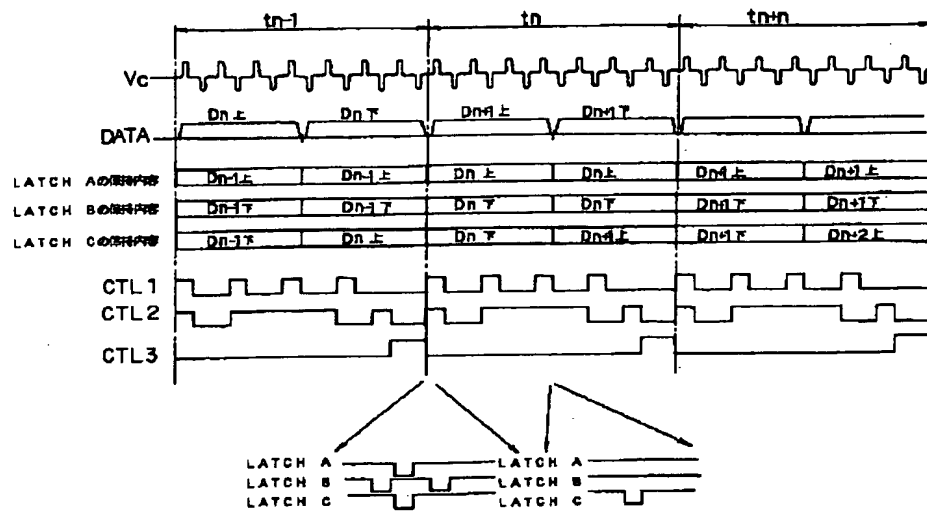 tn-1 tn tn+n
Vc
Dn上 Dn下 Dn+1上 Dn+1下
DATA
LATCH Aの保持内容 Dn-1上 Dn-1上 Dn上 Dn上 Dn+1上 Dn+1上
LATCH Bの保持内容 Dn-1下 Dn-1下 Dn下 Dn下 Dn+1下 Dn+1下
LATCH Cの保持内容 Dn-1下 Dn上 Dn下 Dn+1上 Dn+1下 Dn+2上
CTL1
CTL2
CTL3
LATCH A LATCH A
LATCH B LATCH B
LATCH C LATCH C